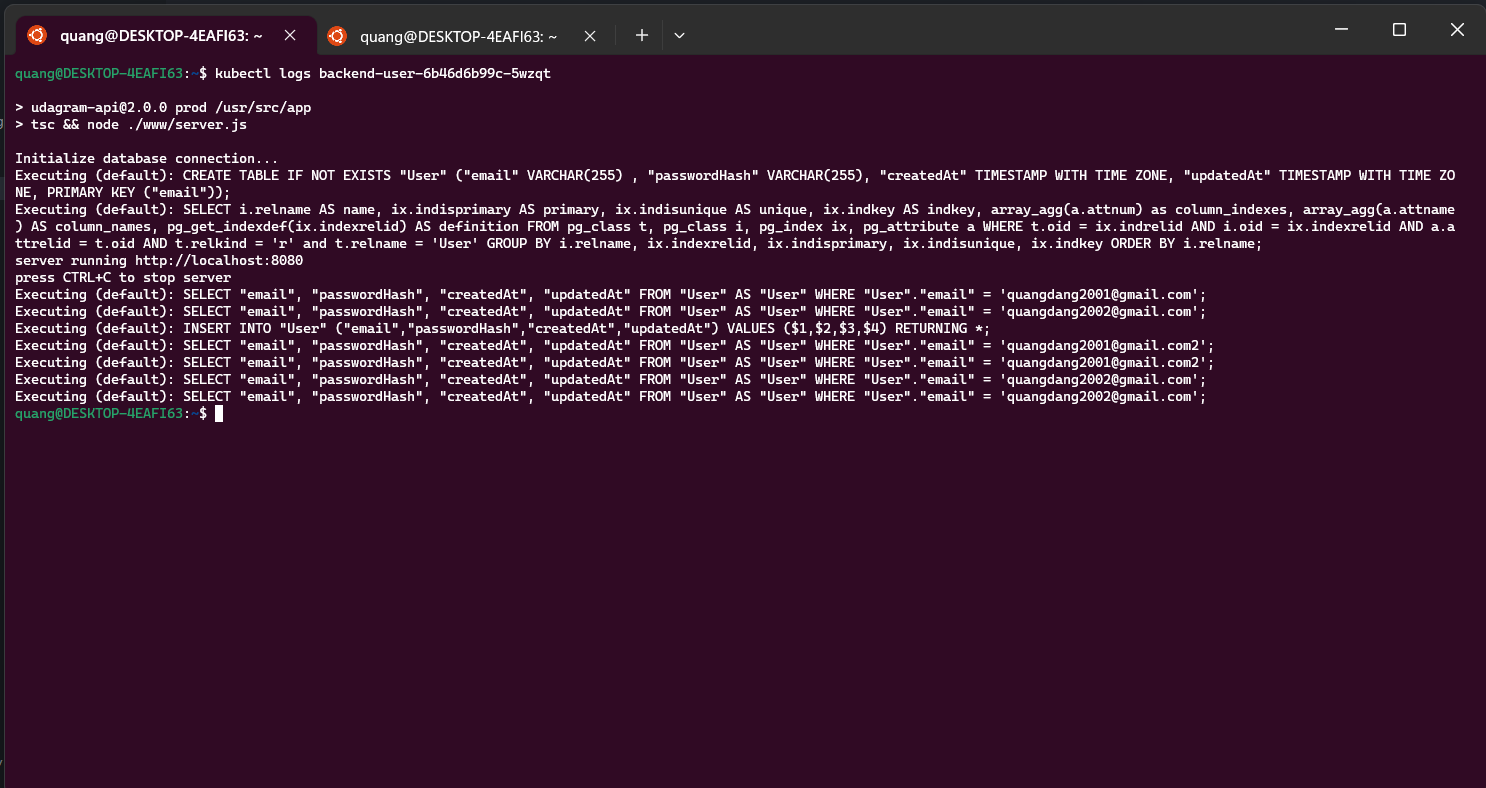 quang@DESKTOP-4EAFI63: ~
quang@DESKTOP-4EAFI63: ~
quang@DESKTOP-4EAFI63:~$ kubectl logs backend-user-6b46d6b99c-5wzqt
> udagram-api@2.0.0 prod /usr/src/app
> tsc && node ./www/server.js
Initialize database connection...
Executing (default): CREATE TABLE IF NOT EXISTS "User" ("email" VARCHAR(255) , "passwordHash" VARCHAR(255), "createdAt" TIMESTAMP WITH TIME ZONE, "updatedAt" TIMESTAMP WITH TIME ZO
NE, PRIMARY KEY ("email"));
Executing (default): SELECT i.relname AS name, ix.indisprimary AS primary, ix.indisunique AS unique, ix.indkey AS indkey, array_agg(a.attnum) as column_indexes, array_agg(a.attname
) AS column_names, pg_get_indexdef(ix.indexrelid) AS definition FROM pg_class t, pg_class i, pg_index ix, pg_attribute a WHERE t.oid = ix.indrelid AND i.oid = ix.indexrelid AND a.a
ttrelid = t.oid AND t.relkind = 'r' and t.relname = 'User' GROUP BY i.relname, ix.indexrelid, ix.indisprimary, ix.indisunique, ix.indkey ORDER BY i.relname;
server running http://localhost:8080
press CTRL+C to stop server
Executing (default): SELECT "email", "passwordHash", "createdAt", "updatedAt" FROM "User" AS "User" WHERE "User"."email" = 'quangdang2001@gmail.com';
Executing (default): SELECT "email", "passwordHash", "createdAt", "updatedAt" FROM "User" AS "User" WHERE "User"."email" = 'quangdang2002@gmail.com';
Executing (default): INSERT INTO "User" ("email","passwordHash","createdAt","updatedAt") VALUES ($1,$2,$3,$4) RETURNING *;
Executing (default): SELECT "email", "passwordHash", "createdAt", "updatedAt" FROM "User" AS "User" WHERE "User"."email" = 'quangdang2001@gmail.com2';
Executing (default): SELECT "email", "passwordHash", "createdAt", "updatedAt" FROM "User" AS "User" WHERE "User"."email" = 'quangdang2001@gmail.com2';
Executing (default): SELECT "email", "passwordHash", "createdAt", "updatedAt" FROM "User" AS "User" WHERE "User"."email" = 'quangdang2002@gmail.com';
Executing (default): SELECT "email", "passwordHash", "createdAt", "updatedAt" FROM "User" AS "User" WHERE "User"."email" = 'quangdang2002@gmail.com';
quang@DESKTOP-4EAFI63:~$